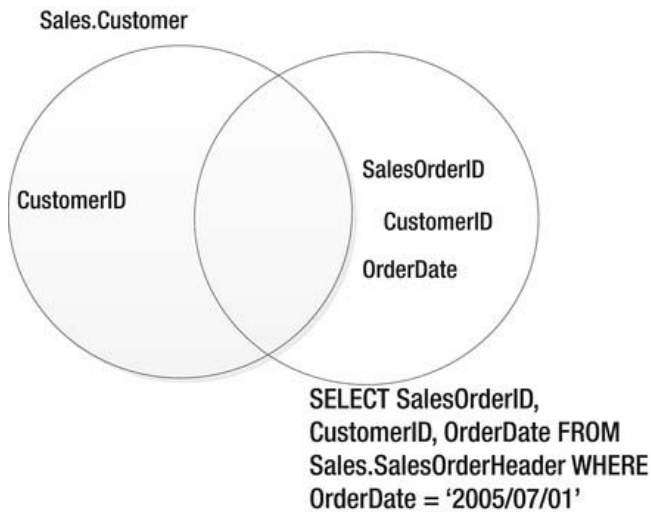 Sales.Customer
CustomerID
SalesOrderID
CustomerID
OrderDate
SELECT SalesOrderID,
CustomerID, OrderDate FROM
Sales.SalesOrderHeader WHERE
OrderDate = ‘2005/07/01’